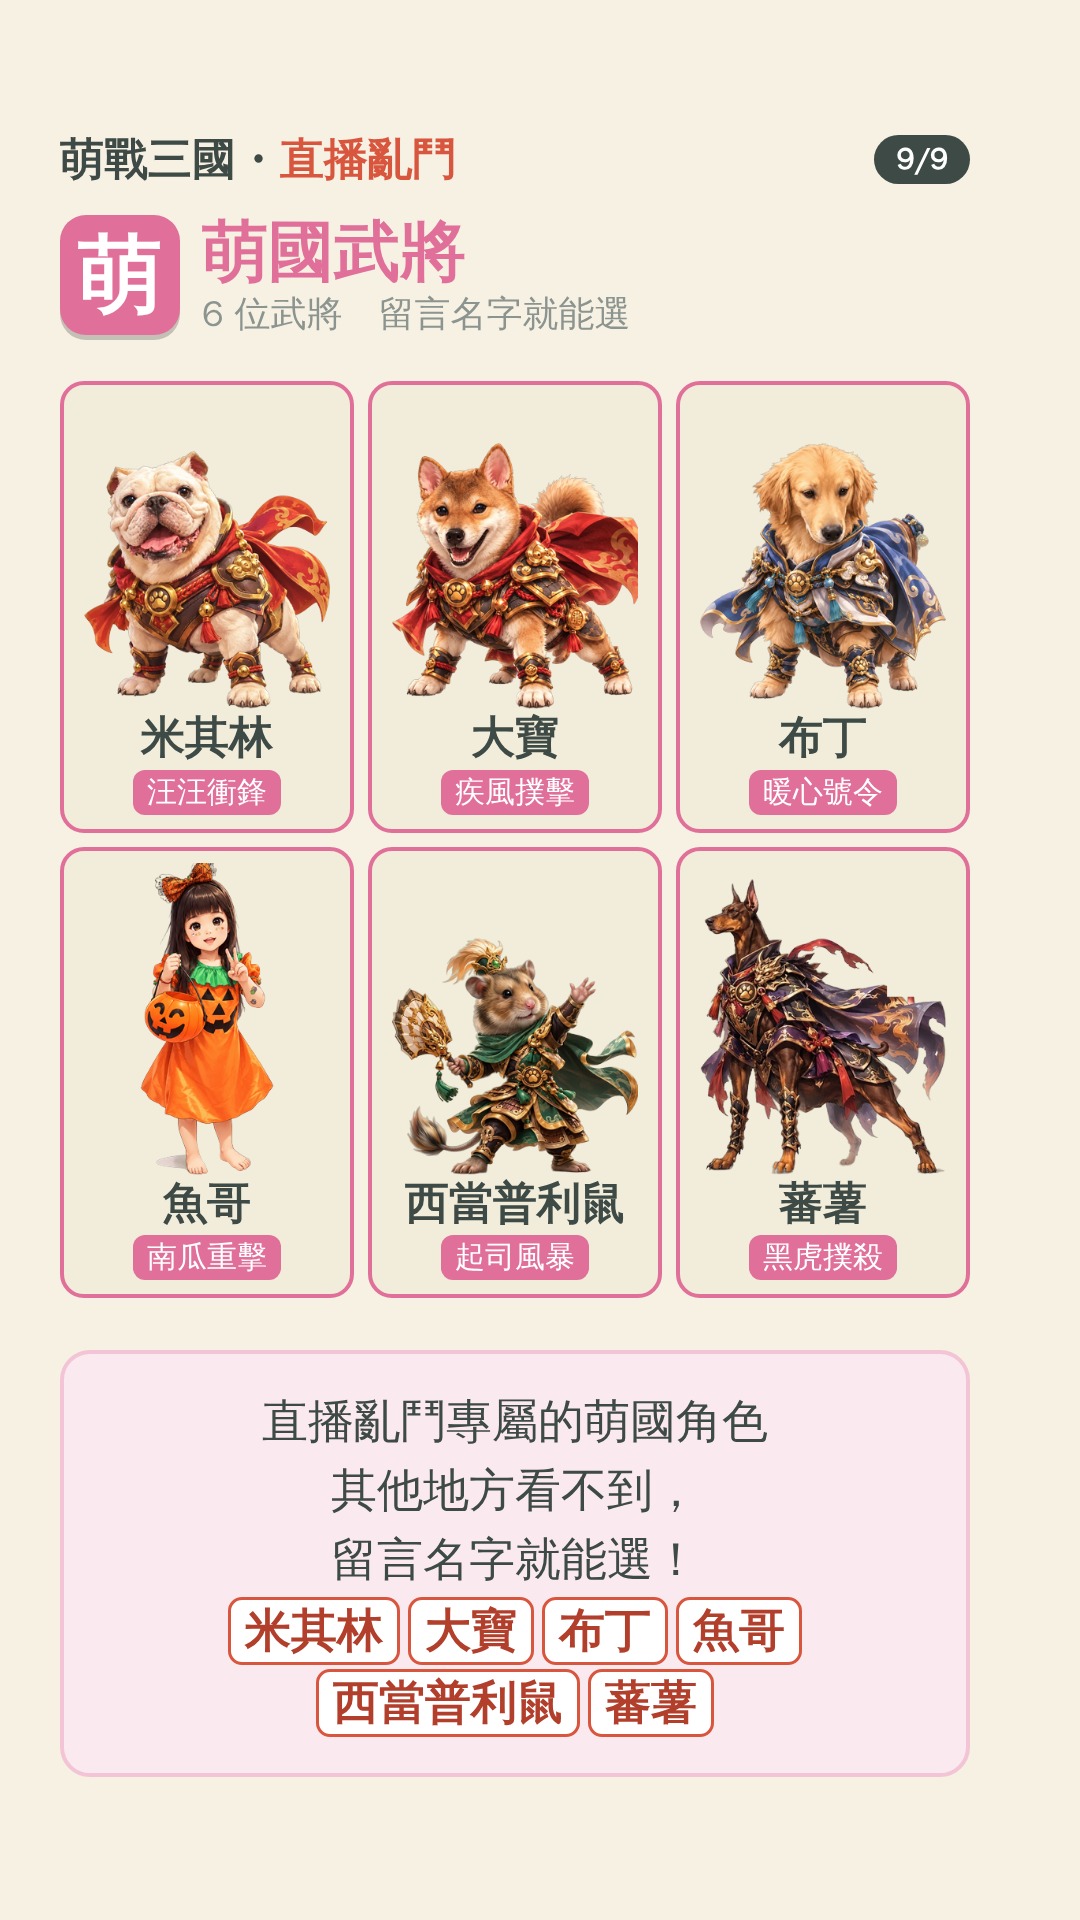 萌戰三國・直播亂鬥
9/9
萌
萌國武將
6 位武將　留言名字就能選
米其林
汪汪衝鋒
大寶
疾風撲擊
布丁
暖心號令
魚哥
南瓜重擊
西當普利鼠
起司風暴
蕃薯
黑虎撲殺
直播亂鬥專屬的萌國角色
其他地方看不到，
留言名字就能選！
米其林 大寶 布丁 魚哥
西當普利鼠 蕃薯